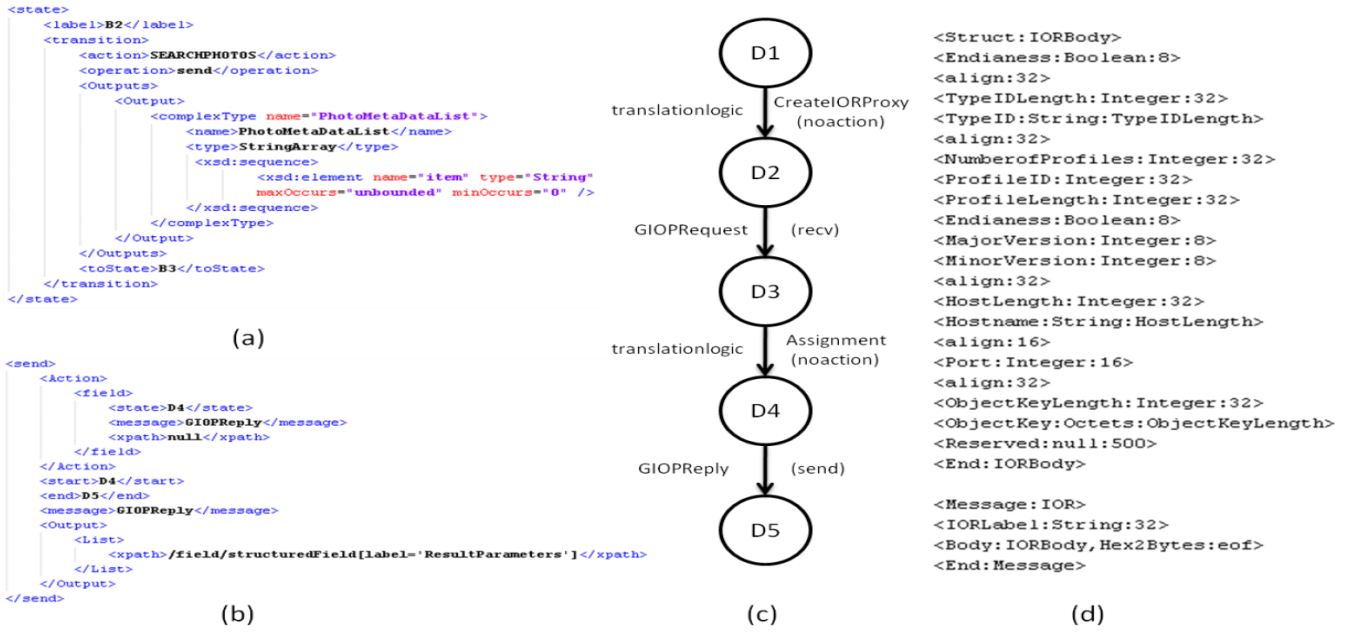 <state>
<label>B2</label>
<transition>
<action>SEARCHPHOTOS</action>
<operation>send</operation>
<Outputs>
<Output>
<complexType name="PhotoMetaDataList">
<name>PhotoMetaDataList</name>
<type>StringArray</type>
<xsd:sequence>
<xsd:element name="item" type="String"
maxOccurs="unbounded" minOccurs="0" />
</xsd:sequence>
</complexType>
</Output>
</Outputs>
<toState>B3</toState>
</transition>
</state>
(a)
<send>
<Action>
<field>
<state>D4</state>
<message>GIOPReply</message>
<xpath>null</xpath>
</field>
</Action>
<start>D4</start>
<end>D5</end>
<message>GIOPReply</message>
<Output>
<List>
<xpath>/field/structuredField[label='ResultParameters']</xpath>
</List>
</Output>
</send>
(b)
D1
translationlogic CreateIORProxy
(noaction)
D2
GIOPRequest (recv)
D3
translationlogic Assignment
(noaction)
D4
GIOPReply (send)
D5
(c)
<Struct:IORBody>
<Endianess:Boolean:8>
<align:32>
<TypeIDLength:Integer:32>
<TypeID:String:TypeIDLength>
<align:32>
<NumberofProfiles:Integer:32>
<ProfileID:Integer:32>
<ProfileLength:Integer:32>
<Endianess:Boolean:8>
<MajorVersion:Integer:8>
<MinorVersion:Integer:8>
<align:32>
<HostLength:Integer:32>
<Hostname:String:HostLength>
<align:16>
<Port:Integer:16>
<align:32>
<ObjectKeyLength:Integer:32>
<ObjectKey:Octets:ObjectKeyLength>
<Reserved:null:500>
<End:IORBody>
<Message:IOR>
<IORLabel:String:32>
<Body:IORBody,Hex2Bytes:eof>
<End:Message>
(d)